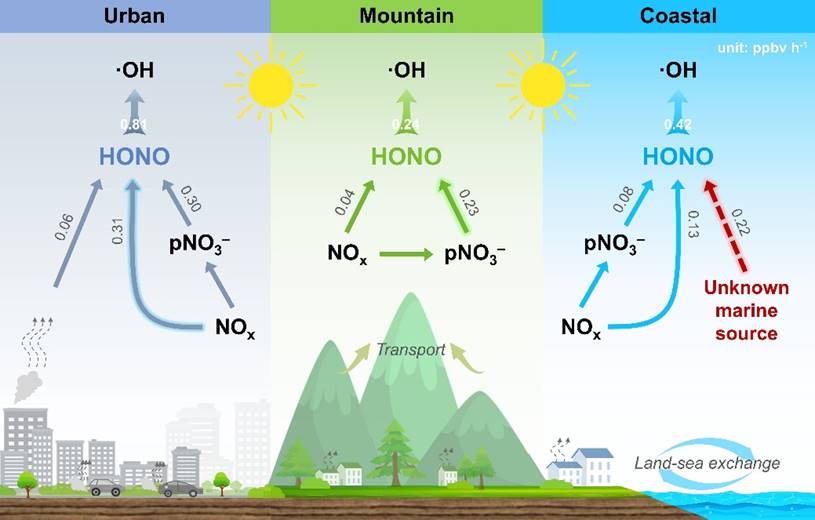 Urban
Mountain
Coastal
unit: ppbv h⁻¹
·OH
0.81
HONO
0.06
0.31
0.30
pNO₃⁻
NOₓ
·OH
0.24
HONO
0.04
0.23
NOₓ
pNO₃⁻
Transport
·OH
0.42
HONO
0.08
0.13
0.22
pNO₃⁻
NOₓ
Unknown
marine
source
Land-sea exchange